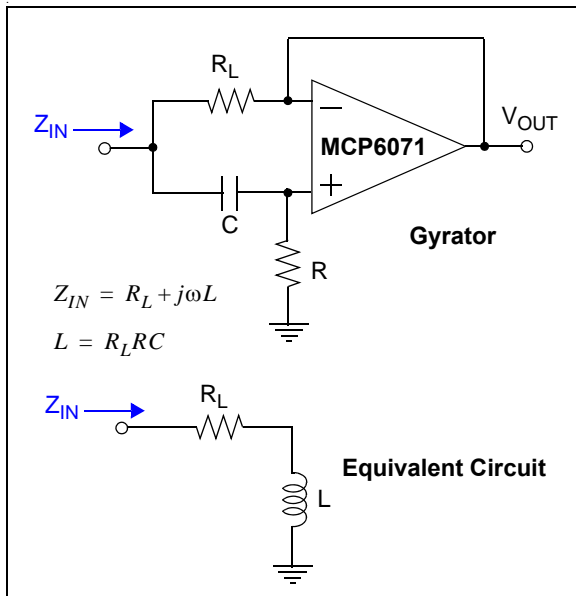 R_L
Z_IN
V_OUT
MCP6071
C
Gyrator
R
Z_IN = R_L + jωL
L = R_L RC
Z_IN
R_L
Equivalent Circuit
L